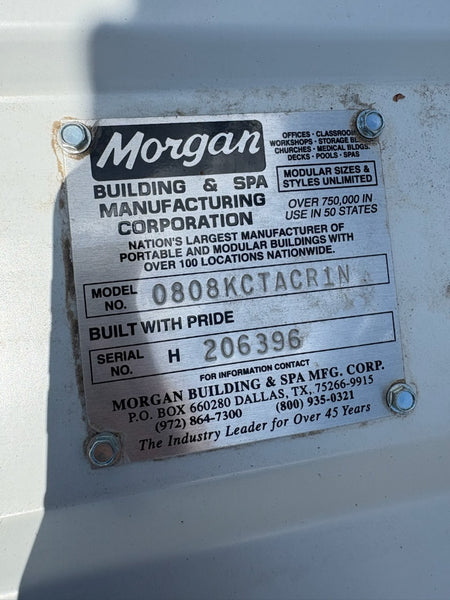 Morgan
OFFICES - CLASSROOMS
WORKSHOPS - STORAGE BLDGS.
CHURCHES - MEDICAL BLDGS.
DECKS - POOLS - SPAS
MODULAR SIZES &
STYLES UNLIMITED
OVER 750,000 IN
USE IN 50 STATES
BUILDING & SPA
MANUFACTURING
CORPORATION
NATION'S LARGEST MANUFACTURER OF
PORTABLE AND MODULAR BUILDINGS WITH
OVER 100 LOCATIONS NATIONWIDE.
MODEL NO. 0808KCTACR1N
BUILT WITH PRIDE
SERIAL NO. H 206396
FOR INFORMATION CONTACT
MORGAN BUILDING & SPA MFG. CORP.
P.O. BOX 660280 DALLAS, TX, 75266-9915
(972) 864-7300 (800) 935-0321
The Industry Leader for Over 45 Years